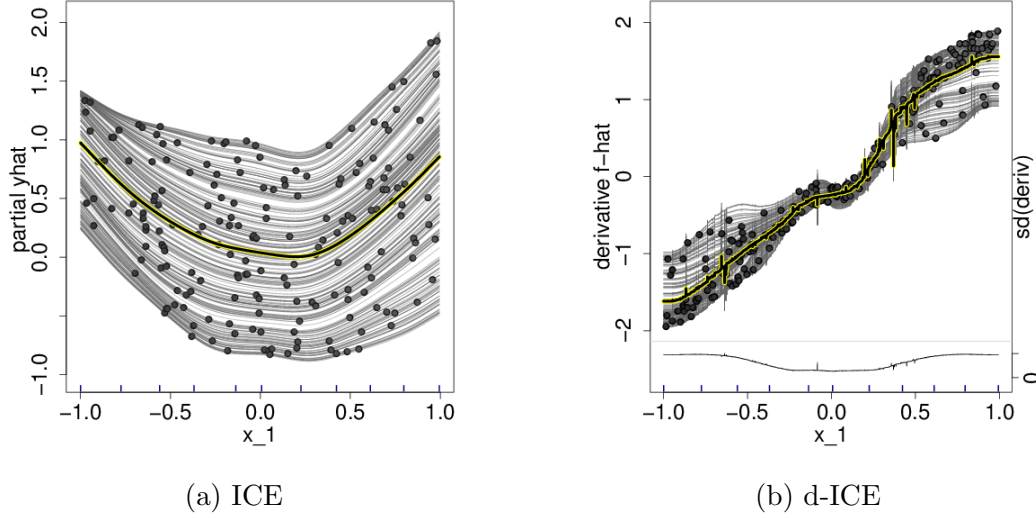 2.0
1.5
1.0
0.5
0.0
−1.0
partial yhat
−1.0 −0.5 0.0 0.5 1.0
x_1
(a) ICE
2
1
0
−1
−2
derivative f−hat
sd(deriv)
0
−1.0 −0.5 0.0 0.5 1.0
x_1
(b) d-ICE